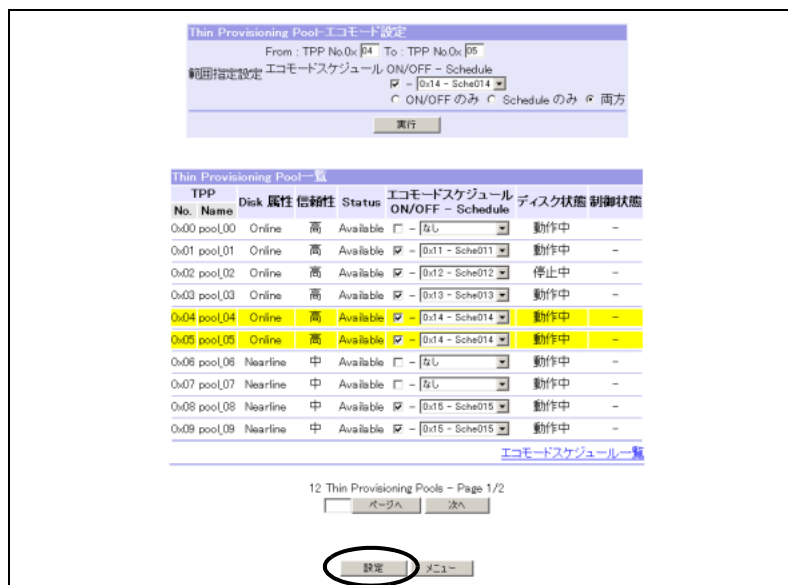 Thin Provisioning Pool-エコモード設定
From : TPP No.0x 04 To : TPP No.0x 05
範囲指定設定 エコモードスケジュール ON/OFF - Schedule
- 0x14 - Sche014
ON/OFF のみ Schedule のみ 両方
実行
Thin Provisioning Pool一覧
TPP Disk 属性 信頼性 Status エコモードスケジュール ディスク状態 制御状態
No. Name ON/OFF - Schedule
0x00 pool_00 Online 高 Available - なし 動作中 -
0x01 pool_01 Online 高 Available - 0x11 - Sche011 動作中 -
0x02 pool_02 Online 高 Available - 0x12 - Sche012 停止中 -
0x03 pool_03 Online 高 Available - 0x13 - Sche013 動作中 -
0x04 pool_04 Online 高 Available - 0x14 - Sche014 動作中 -
0x05 pool_05 Online 高 Available - 0x14 - Sche014 動作中 -
0x06 pool_06 Nearline 中 Available - なし 動作中 -
0x07 pool_07 Nearline 中 Available - なし 動作中 -
0x08 pool_08 Nearline 中 Available - 0x15 - Sche015 動作中 -
0x09 pool_09 Nearline 中 Available - 0x15 - Sche015 動作中 -
エコモードスケジュール一覧
12 Thin Provisioning Pools - Page 1/2
ページへ 次へ
設定 メニュー